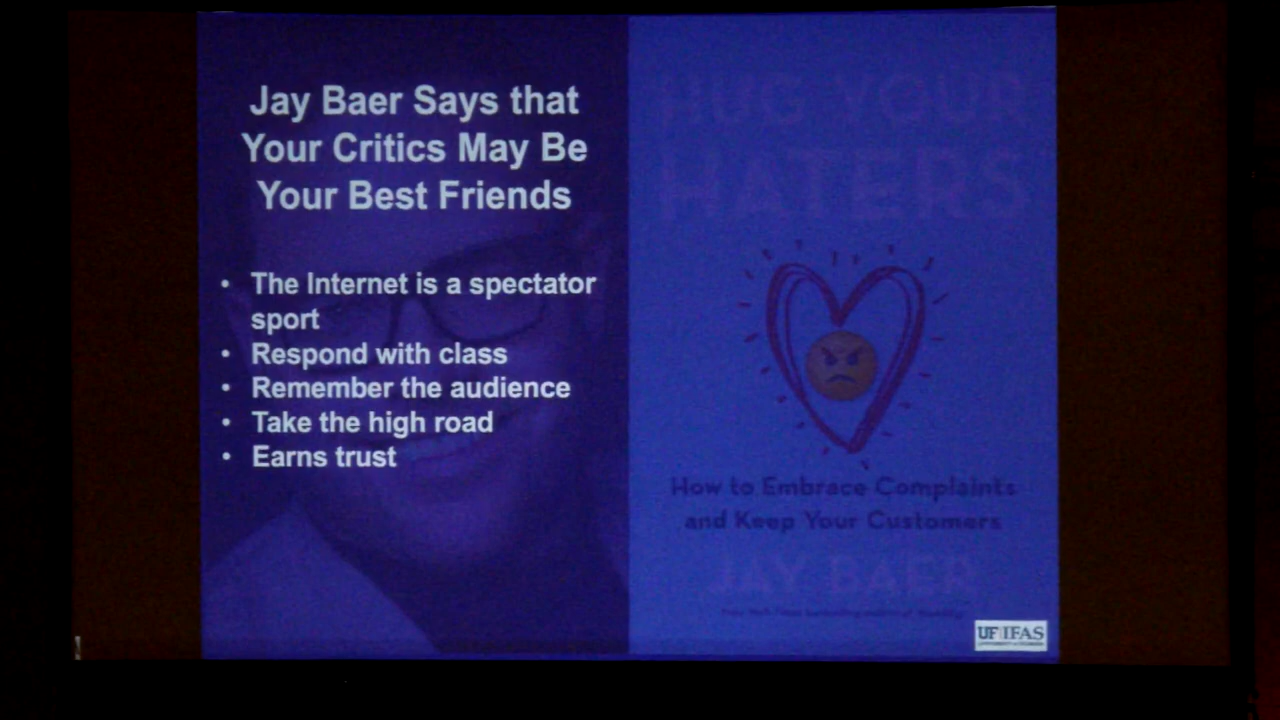 Jay Baer Says that
Your Critics May Be
Your Best Friends
• The Internet is a spectator
sport
• Respond with class
• Remember the audience
• Take the high road
• Earns trust
HUG YOUR
HATERS
How to Embrace Complaints
and Keep Your Customers
JAY BAER
UF IFAS